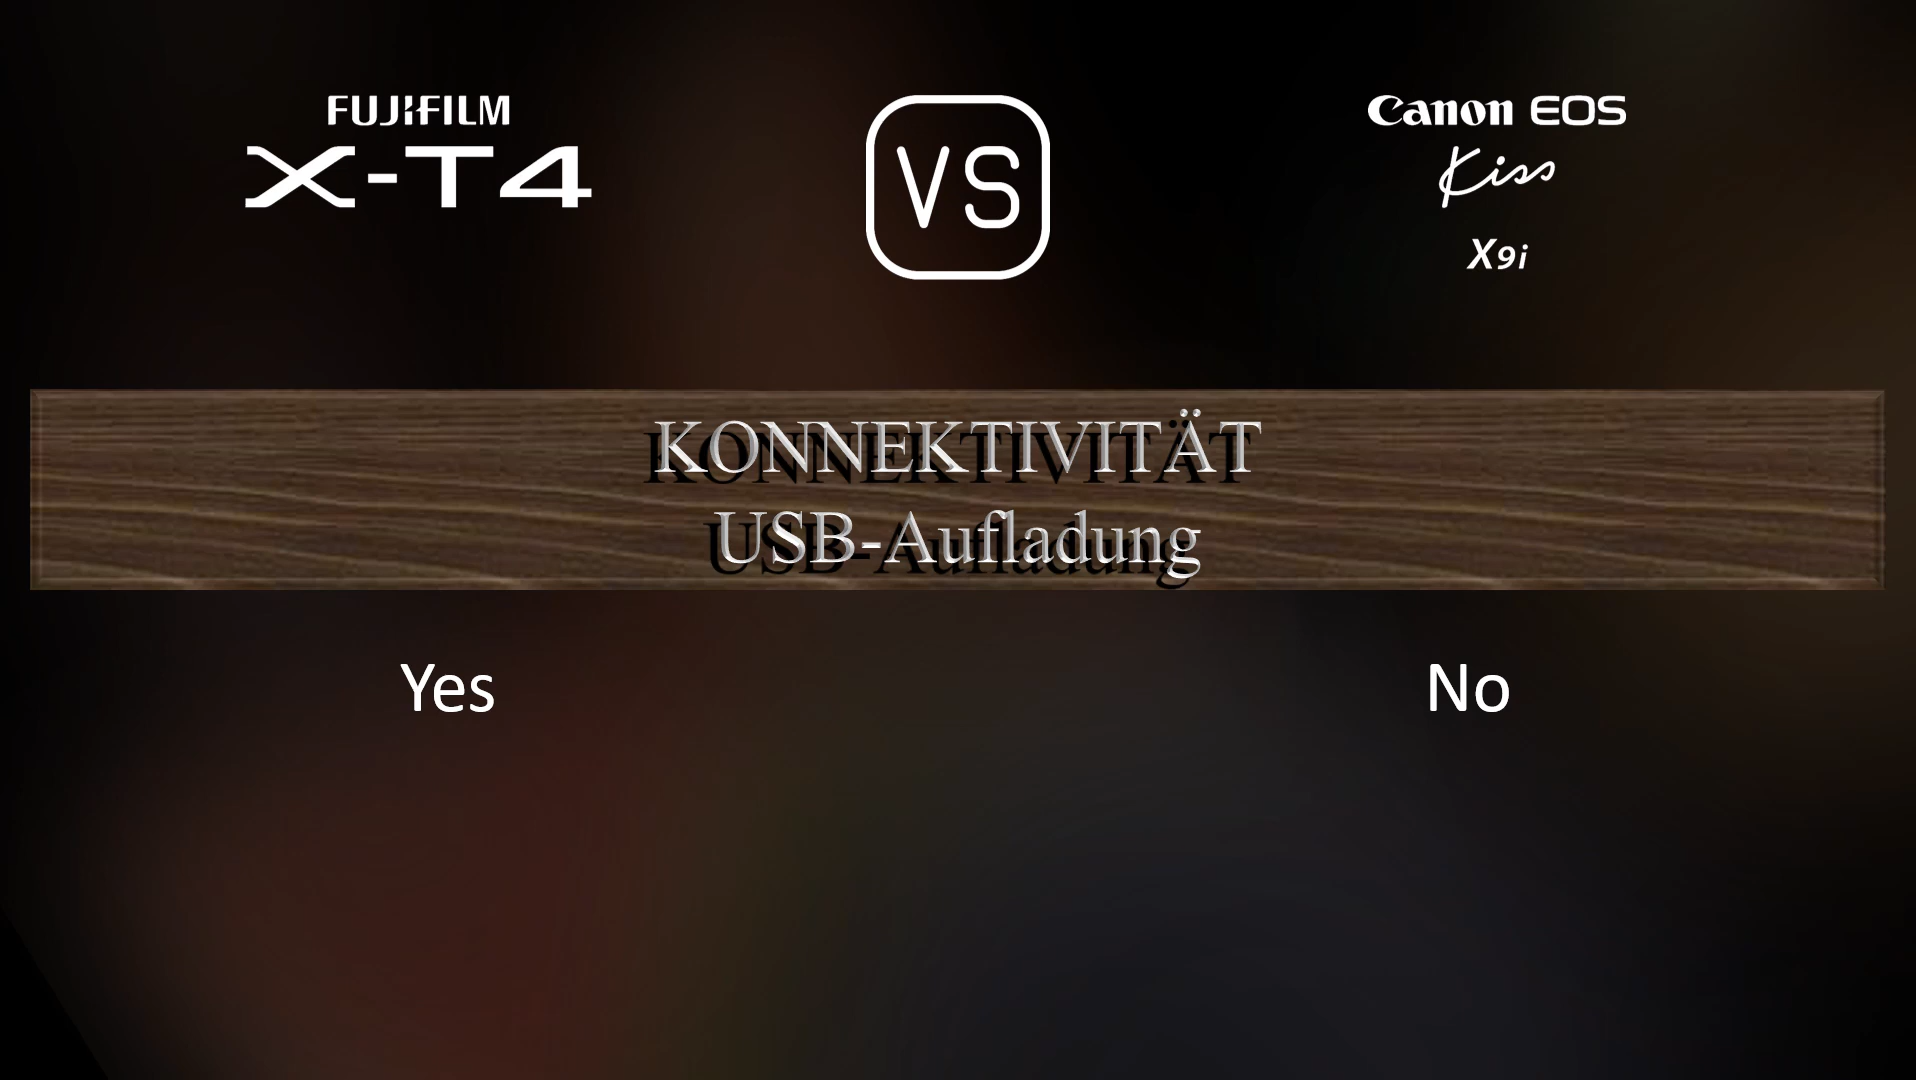 FUJIFILM
X-T4
VS
Canon EOS
Kiss
X9i
KONNEKTIVITÄT
USB-Aufladung
Yes
No